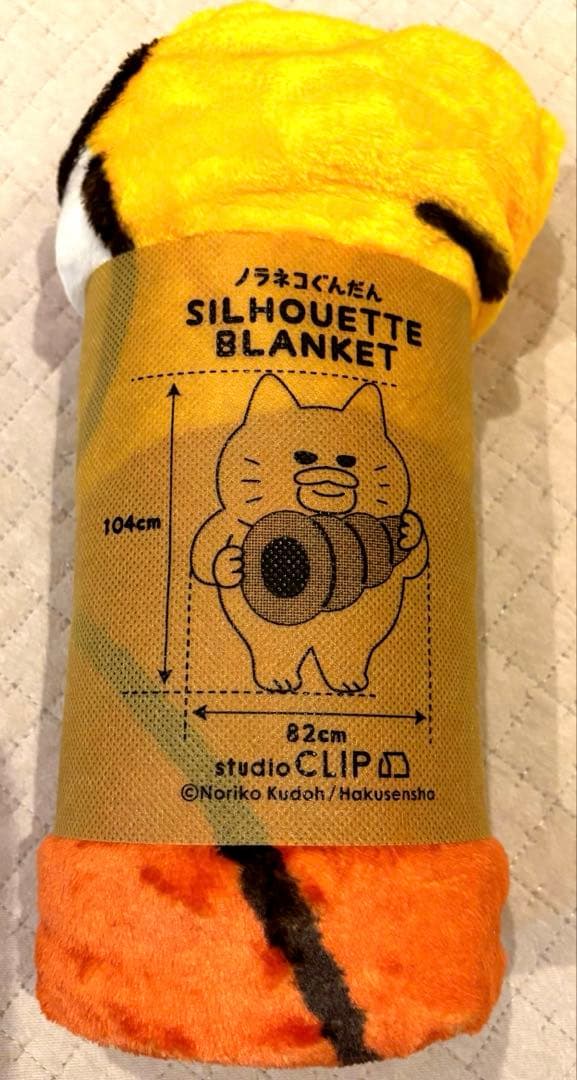 ノラネコぐんだん
SILHOUETTE
BLANKET
104cm
82cm
studio CLIP
©Noriko Kudoh / Hakusensha